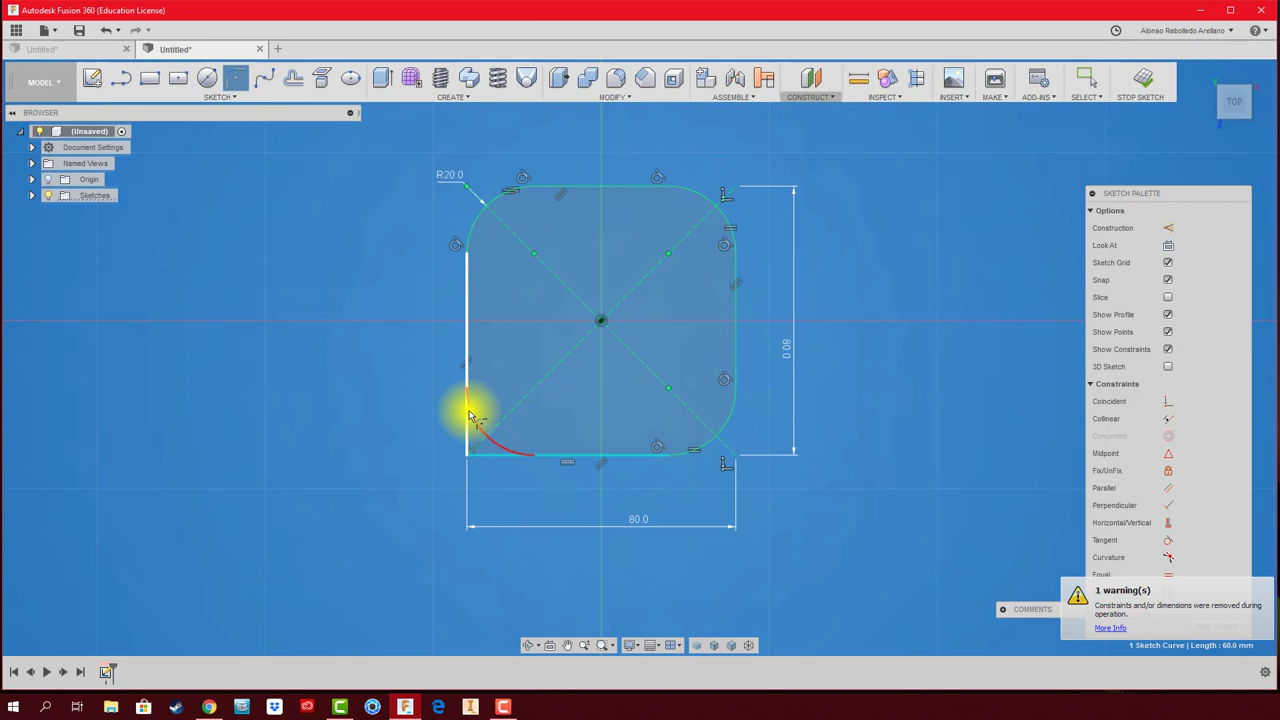 Autodesk Fusion 360 (Education License)
Alonso Rebolledo Arellano
Untitled*
Untitled*
MODEL
SKETCH
CREATE
MODIFY
ASSEMBLE
CONSTRUCT
INSPECT
INSERT
MAKE
ADD-INS
SELECT
STOP SKETCH
BROWSER
(Unsaved)
Document Settings
Named Views
Origin
Sketches
TOP
R20.0
80.0
80.0
SKETCH PALETTE
Options
Construction
Look At
Sketch Grid
Snap
Slice
Show Profile
Show Points
Show Constraints
3D Sketch
Constraints
Coincident
Collinear
Concentric
Midpoint
Fix/UnFix
Parallel
Perpendicular
Horizontal/Vertical
Tangent
Curvature
Equal
1 warning(s)
Constraints and/or dimensions were removed during
operation.
More Info
COMMENTS
1 Sketch Curve | Length : 60.0 mm